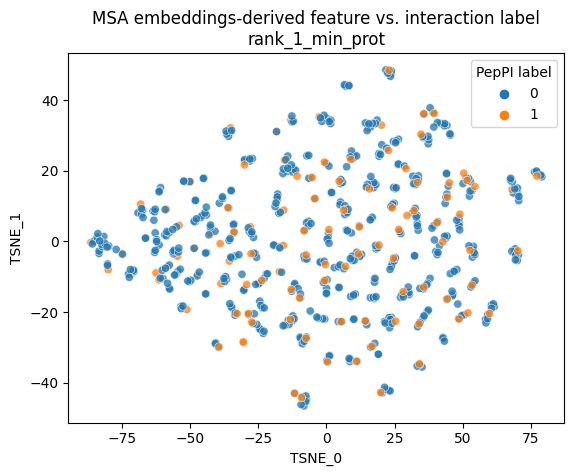 MSA embeddings-derived feature vs. interaction label
rank_1_min_prot
PepPI label
0
1
TSNE_1
40
20
0
−20
−40
−75
−50
−25
0
25
50
75
TSNE_0